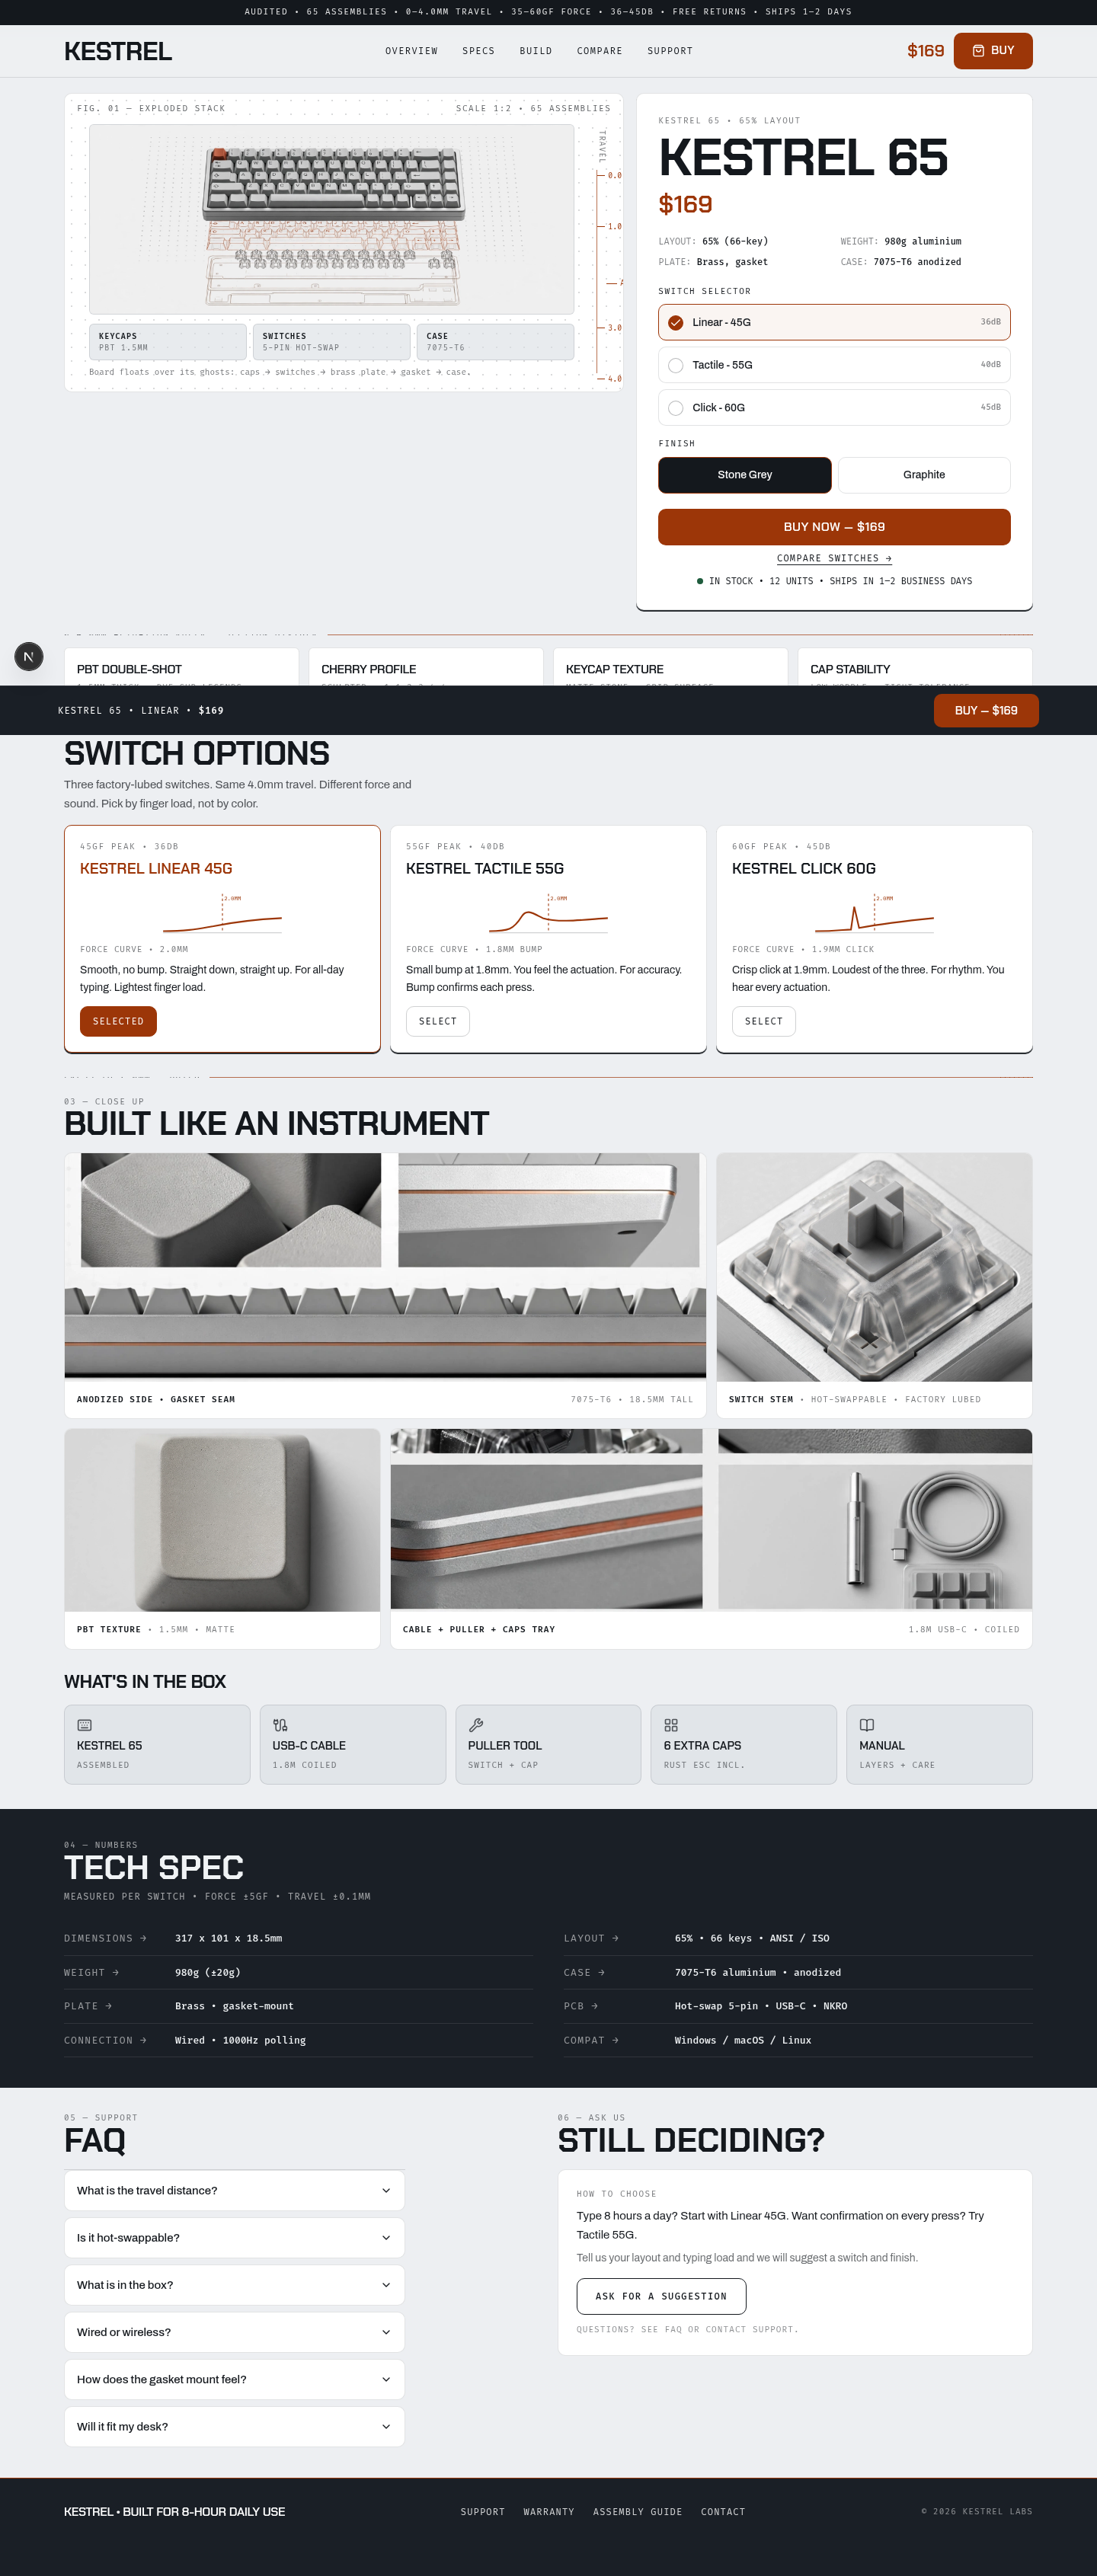 AUDITED • 65 ASSEMBLIES • 0–4.0MM TRAVEL • 35–60GF FORCE • 36–45DB • FREE RETURNS • SHIPS 1–2 DAYS
KESTREL
OVERVIEW SPECS BUILD COMPARE SUPPORT
$169 BUY
FIG. 01 — EXPLODED STACK
SCALE 1:2 • 65 ASSEMBLIES
TRAVEL
0.0
1.0
3.0
4.0
KEYCAPS
PBT 1.5MM
SWITCHES
5-PIN HOT-SWAP
CASE
7075-T6
Board floats over its ghosts: caps → switches → brass plate → gasket → case.
KESTREL 65 • 65% LAYOUT
KESTREL 65
$169
LAYOUT: 65% (66-key)
WEIGHT: 980g aluminium
PLATE: Brass, gasket
CASE: 7075-T6 anodized
SWITCH SELECTOR
Linear - 45G 36dB
Tactile - 55G 40dB
Click - 60G 45dB
FINISH
Stone Grey
Graphite
BUY NOW — $169
COMPARE SWITCHES →
IN STOCK • 12 UNITS • SHIPS IN 1–2 BUSINESS DAYS
N
PBT DOUBLE-SHOT
CHERRY PROFILE
KEYCAP TEXTURE
CAP STABILITY
KESTREL 65 • LINEAR • $169
BUY — $169
SWITCH OPTIONS
Three factory-lubed switches. Same 4.0mm travel. Different force and
sound. Pick by finger load, not by color.
45GF PEAK • 36DB
KESTREL LINEAR 45G
2.0MM
FORCE CURVE • 2.0MM
Smooth, no bump. Straight down, straight up. For all-day
typing. Lightest finger load.
SELECTED
55GF PEAK • 40DB
KESTREL TACTILE 55G
2.0MM
FORCE CURVE • 1.8MM BUMP
Small bump at 1.8mm. You feel the actuation. For accuracy.
Bump confirms each press.
SELECT
60GF PEAK • 45DB
KESTREL CLICK 60G
2.0MM
FORCE CURVE • 1.9MM CLICK
Crisp click at 1.9mm. Loudest of the three. For rhythm. You
hear every actuation.
SELECT
03 — CLOSE UP
BUILT LIKE AN INSTRUMENT
ANODIZED SIDE • GASKET SEAM
7075-T6 • 18.5MM TALL
SWITCH STEM • HOT-SWAPPABLE • FACTORY LUBED
PBT TEXTURE • 1.5MM • MATTE
CABLE + PULLER + CAPS TRAY
1.8M USB-C • COILED
WHAT'S IN THE BOX
KESTREL 65
ASSEMBLED
USB-C CABLE
1.8M COILED
PULLER TOOL
SWITCH + CAP
6 EXTRA CAPS
RUST ESC INCL.
MANUAL
LAYERS + CARE
04 — NUMBERS
TECH SPEC
MEASURED PER SWITCH • FORCE ±5GF • TRAVEL ±0.1MM
DIMENSIONS → 317 x 101 x 18.5mm
LAYOUT → 65% • 66 keys • ANSI / ISO
WEIGHT → 980g (±20g)
CASE → 7075-T6 aluminium • anodized
PLATE → Brass • gasket-mount
PCB → Hot-swap 5-pin • USB-C • NKRO
CONNECTION → Wired • 1000Hz polling
COMPAT → Windows / macOS / Linux
05 — SUPPORT
FAQ
What is the travel distance?
Is it hot-swappable?
What is in the box?
Wired or wireless?
How does the gasket mount feel?
Will it fit my desk?
06 — ASK US
STILL DECIDING?
HOW TO CHOOSE
Type 8 hours a day? Start with Linear 45G. Want confirmation on every press? Try
Tactile 55G.
Tell us your layout and typing load and we will suggest a switch and finish.
ASK FOR A SUGGESTION
QUESTIONS? SEE FAQ OR CONTACT SUPPORT.
KESTREL • BUILT FOR 8-HOUR DAILY USE
SUPPORT WARRANTY ASSEMBLY GUIDE CONTACT
© 2026 KESTREL LABS